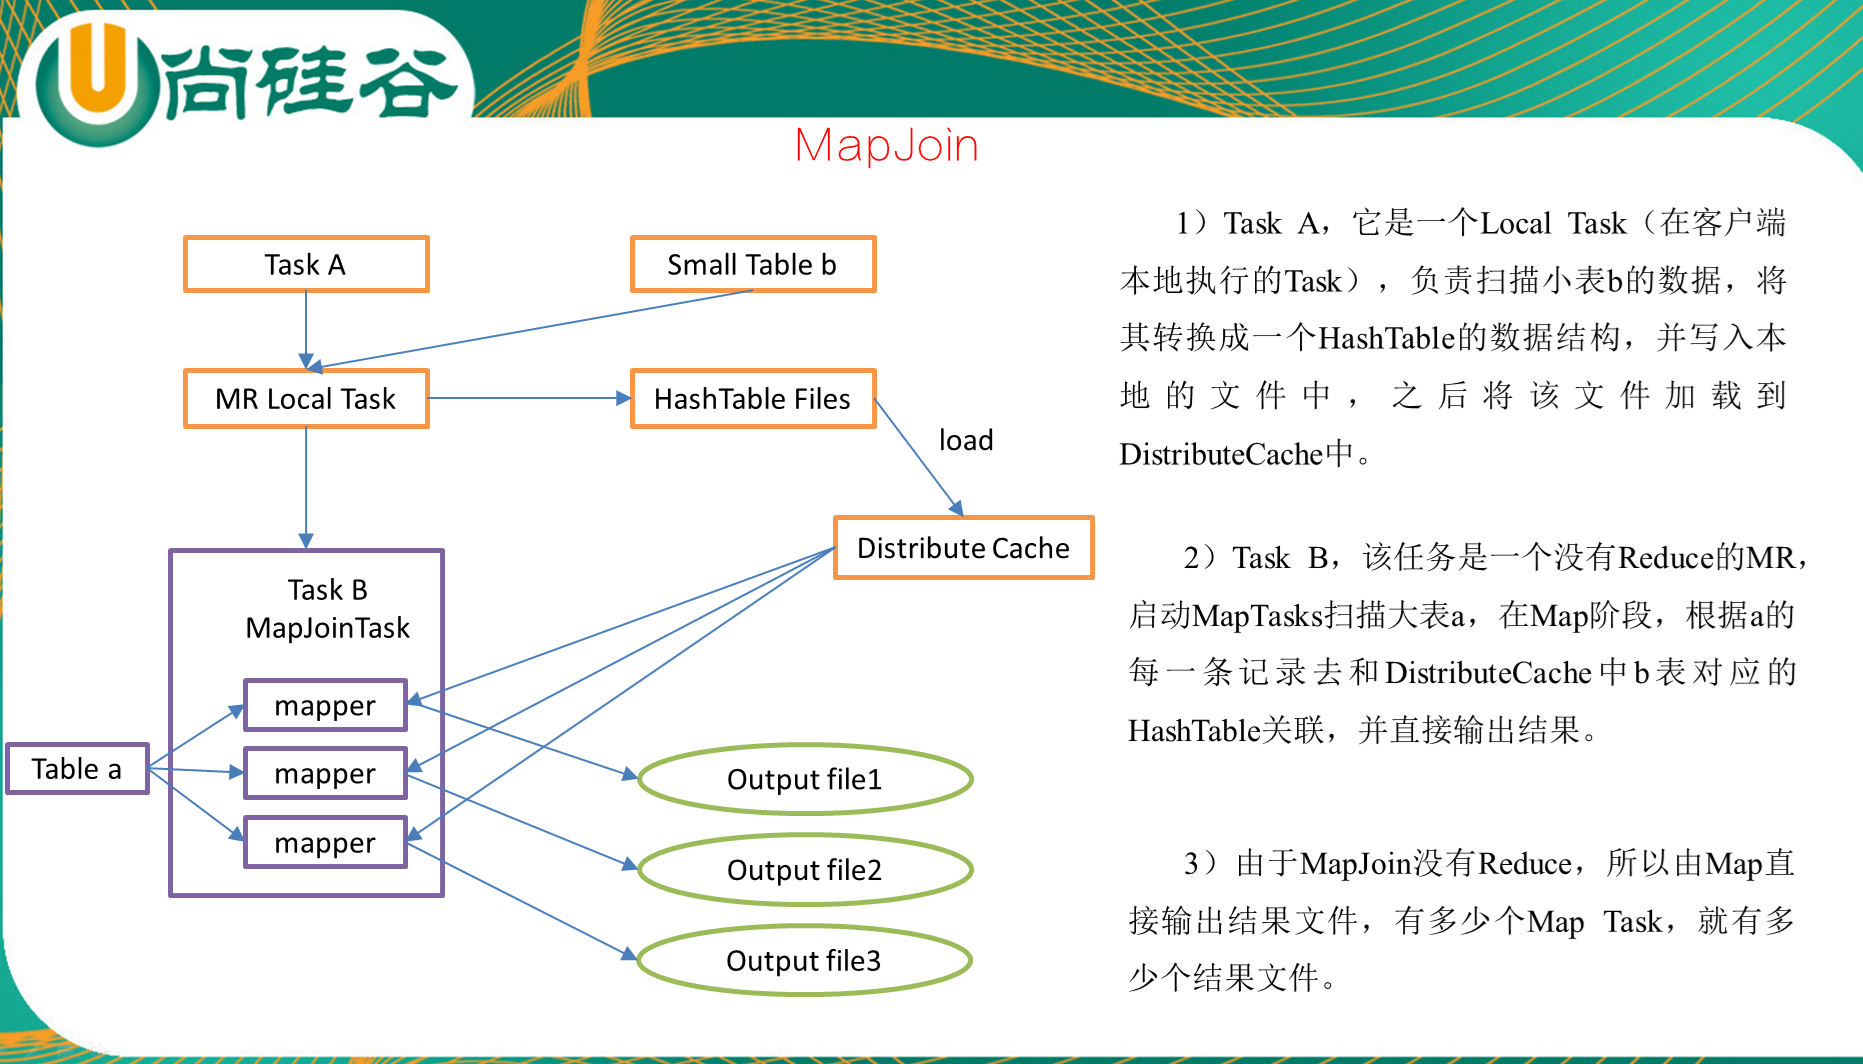 尚硅谷
MapJoin
Task A
Small Table b
MR Local Task
HashTable Files
load
Distribute Cache
Task B
MapJoinTask
mapper
mapper
mapper
Table a
Output file1
Output file2
Output file3
1）Task A，它是一个Local Task（在客户端
本地执行的Task），负责扫描小表b的数据，将
其转换成一个HashTable的数据结构，并写入本
地的文件中，之后将该文件加载到
DistributeCache中。
2）Task B，该任务是一个没有Reduce的MR，
启动MapTasks扫描大表a，在Map阶段，根据a的
每一条记录去和DistributeCache中b表对应的
HashTable关联，并直接输出结果。
3）由于MapJoin没有Reduce，所以由Map直
接输出结果文件，有多少个Map Task，就有多
少个结果文件。